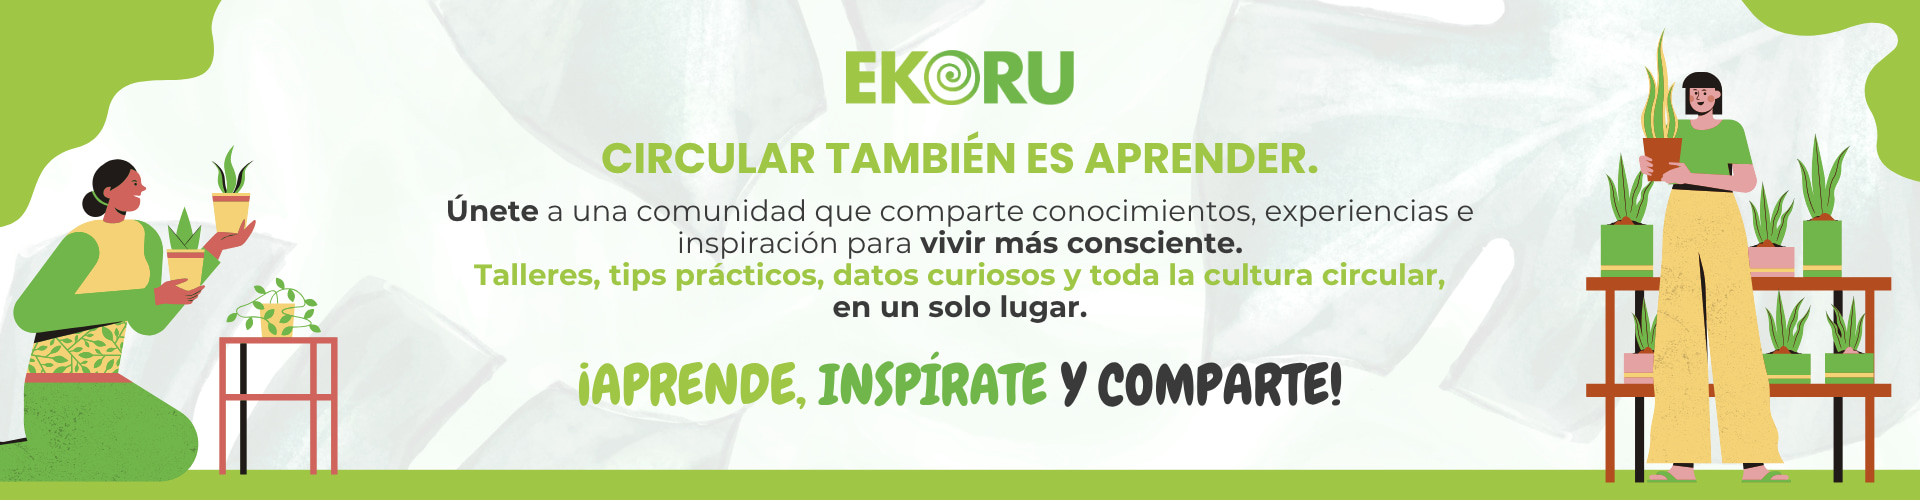 EKORU
CIRCULAR TAMBIÉN ES APRENDER.
Únete a una comunidad que comparte conocimientos, experiencias e
inspiración para vivir más consciente.
Talleres, tips prácticos, datos curiosos y toda la cultura circular,
en un solo lugar.
¡APRENDE, INSPÍRATE Y COMPARTE!